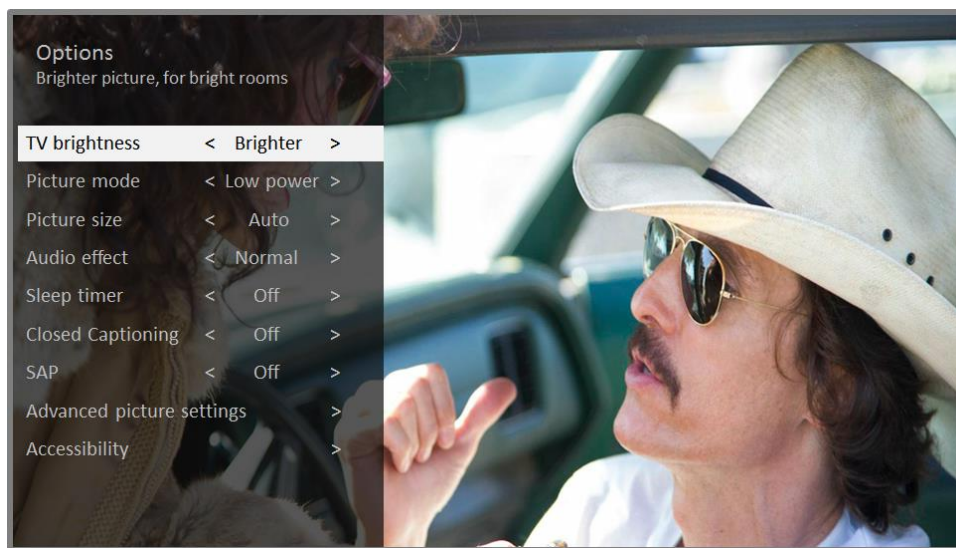 Options
Brighter picture, for bright rooms
TV brightness < Brighter >
Picture mode < Low power >
Picture size < Auto >
Audio effect < Normal >
Sleep timer < Off >
Closed Captioning < Off >
SAP < Off >
Advanced picture settings >
Accessibility >